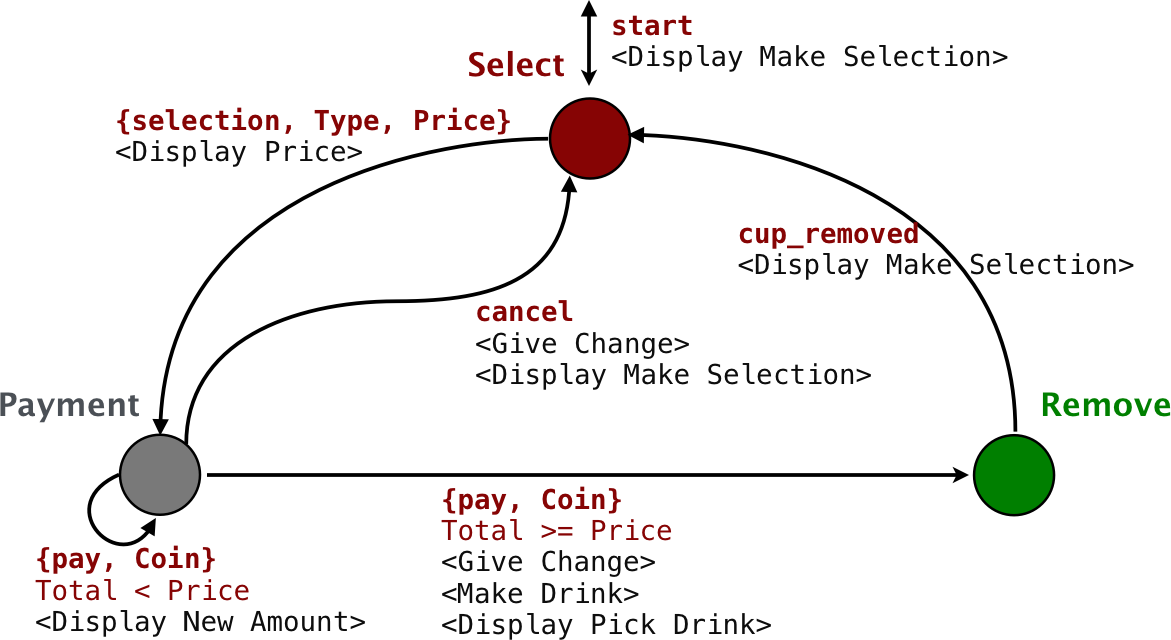 start
<Display Make Selection>
Select
{selection, Type, Price}
<Display Price>
cup_removed
<Display Make Selection>
cancel
<Give Change>
<Display Make Selection>
Payment
Remove
{pay, Coin}
Total >= Price
<Give Change>
<Make Drink>
<Display Pick Drink>
{pay, Coin}
Total < Price
<Display New Amount>